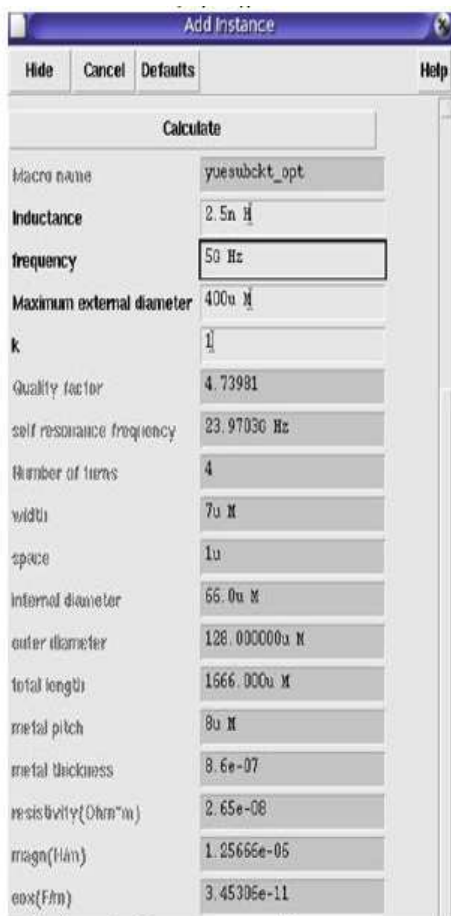 Add Instance
Hide Cancel Defaults Help
Calculate
Macro name yuesubckt_opt
Inductance 2.5n H
frequency 5G Hz
Maximum external diameter 400u M
k 1
Quality factor 4.73981
self resonance frequency 23.9703G Hz
Number of turns 4
width 7u M
space 1u
internal diameter 66.0u M
outer diameter 128.000000u M
total length 1666.000u M
metal pitch 8u M
metal thickness 8.6e-07
resistivity(Ohm*m) 2.65e-08
magn(H/m) 1.25666e-06
eox(F/m) 3.45306e-11